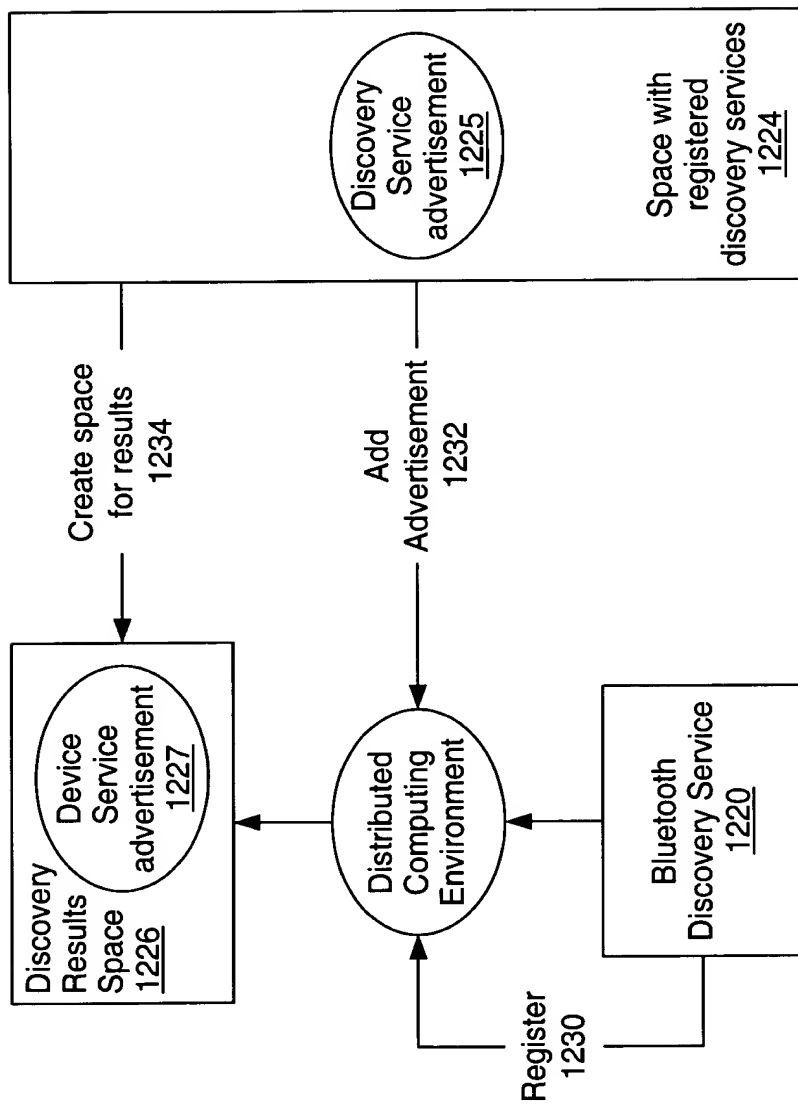 Discovery
Results
Space
1226
Device
Service
advertisement
1227
Create space
for results
1234
Discovery
Service
advertisement
1225
Register
1230
Distributed
Computing
Environment
Add
Advertisement
1232
Bluetooth
Discovery Service
1220
Space with
registered
discovery services
1224